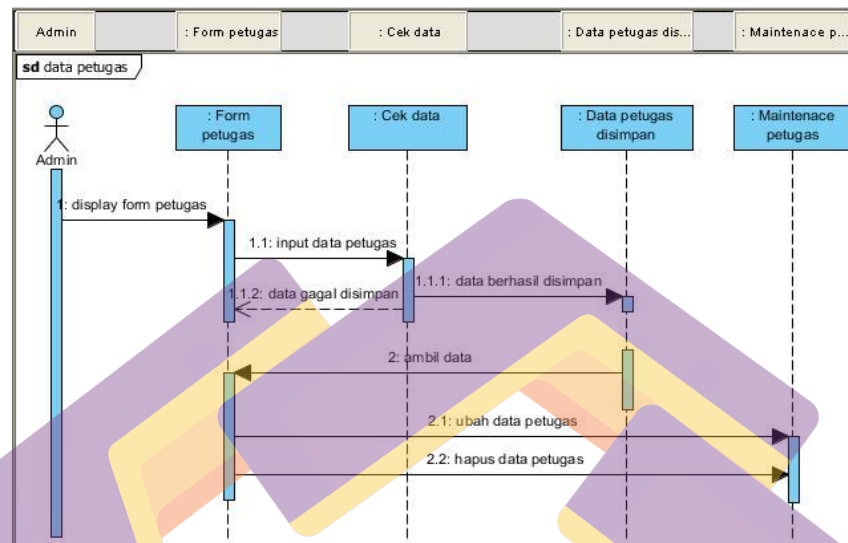 Admin
: Form petugas
: Cek data
: Data petugas dis...
: Maintenace p...
sd data petugas
: Form
petugas
: Cek data
: Data petugas
disimpan
: Maintenace
petugas
Admin
1: display form petugas
1.1: input data petugas
1.1.1: data berhasil disimpan
1.1.2: data gagal disimpan
2: ambil data
2.1: ubah data petugas
2.2: hapus data petugas